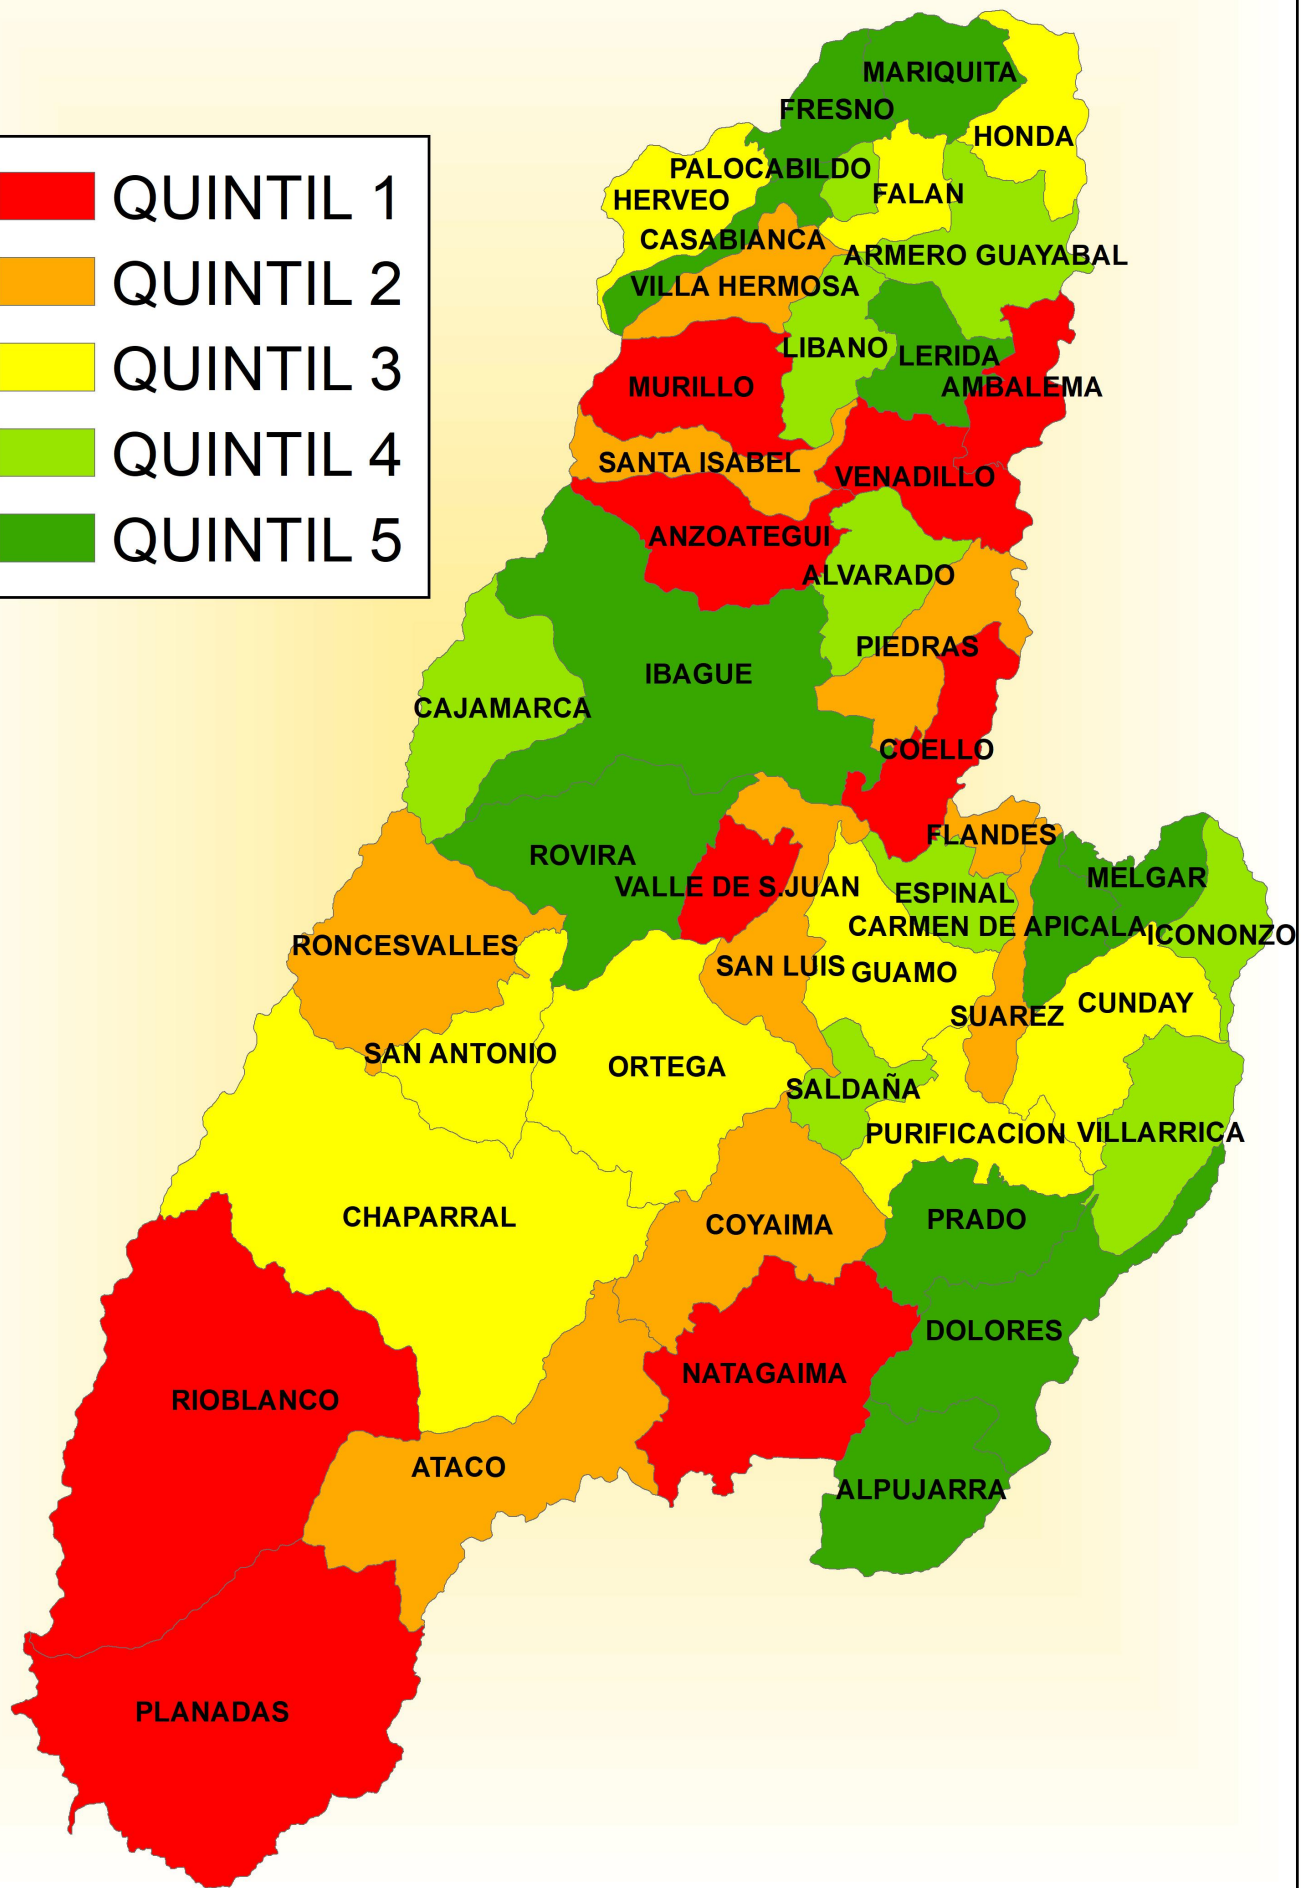 QUINTIL 1
QUINTIL 2
QUINTIL 3
QUINTIL 4
QUINTIL 5
MARIQUITA
FRESNO
HONDA
PALOCABILDO
HERVEO
FALAN
CASABIANCA
ARMERO GUAYABAL
VILLA HERMOSA
LIBANO
LERIDA
MURILLO
AMBALEMA
SANTA ISABEL
VENADILLO
ANZOATEGUI
ALVARADO
PIEDRAS
IBAGUE
CAJAMARCA
COELLO
FLANDES
ROVIRA
VALLE DE S.JUAN
MELGAR
ESPINAL
CARMEN DE APICALA
ICONONZO
RONCESVALLES
SAN LUIS
GUAMO
CUNDAY
SUAREZ
SAN ANTONIO
ORTEGA
SALDAÑA
PURIFICACION
VILLARRICA
CHAPARRAL
COYAIMA
PRADO
DOLORES
NATAGAIMA
RIOBLANCO
ATACO
ALPUJARRA
PLANADAS